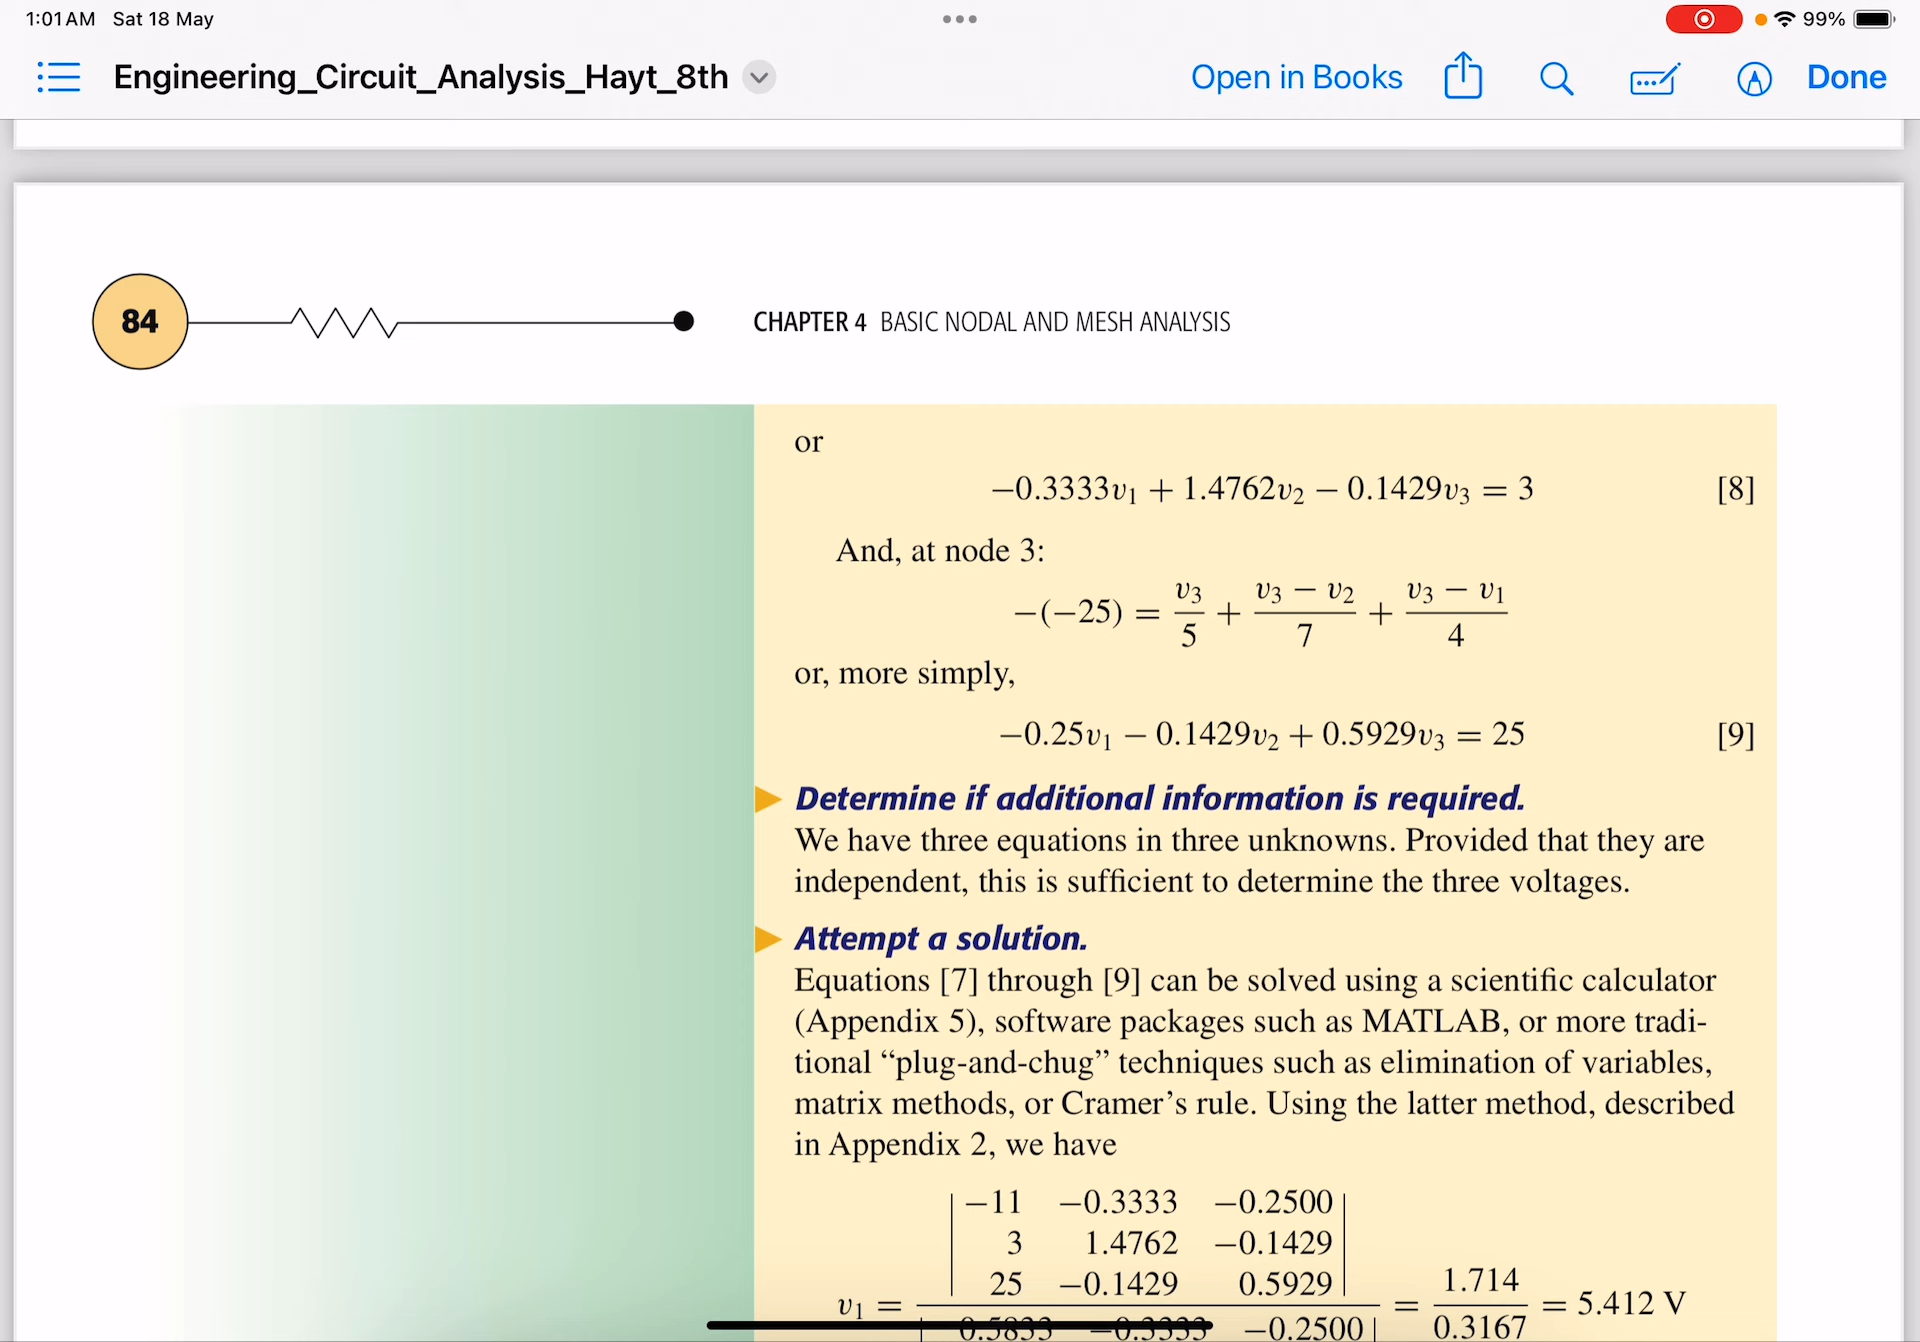 1:01 AM Sat 18 May
99%
Engineering_Circuit_Analysis_Hayt_8th
Open in Books
Done
84
CHAPTER 4 BASIC NODAL AND MESH ANALYSIS
or
−0.3333v₁ + 1.4762v₂ − 0.1429v₃ = 3 [8]
And, at node 3:
−(−25) = v₃/5 + (v₃ − v₂)/7 + (v₃ − v₁)/4
or, more simply,
−0.25v₁ − 0.1429v₂ + 0.5929v₃ = 25 [9]
Determine if additional information is required.
We have three equations in three unknowns. Provided that they are
independent, this is sufficient to determine the three voltages.
Attempt a solution.
Equations [7] through [9] can be solved using a scientific calculator
(Appendix 5), software packages such as MATLAB, or more tradi-
tional “plug-and-chug” techniques such as elimination of variables,
matrix methods, or Cramer’s rule. Using the latter method, described
in Appendix 2, we have
−11 −0.3333 −0.2500
3 1.4762 −0.1429
25 −0.1429 0.5929
v₁ = = 1.714/0.3167 = 5.412 V
0.5833 −0.3333 −0.2500